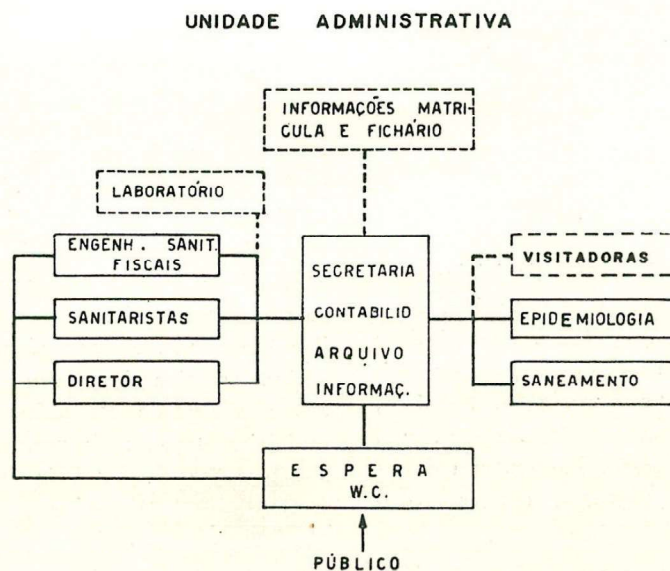 UNIDADE ADMINISTRATIVA
INFORMAÇÕES MATRI-
CULA E FICHÁRIO
LABORATÓRIO
ENGENH. SANIT.
FISCAIS
SANITARISTAS
DIRETOR
SECRETARIA
CONTABILID
ARQUIVO
INFORMAÇ.
VISITADORAS
EPIDEMIOLOGIA
SANEAMENTO
ESPERA
W.C.
PÚBLICO